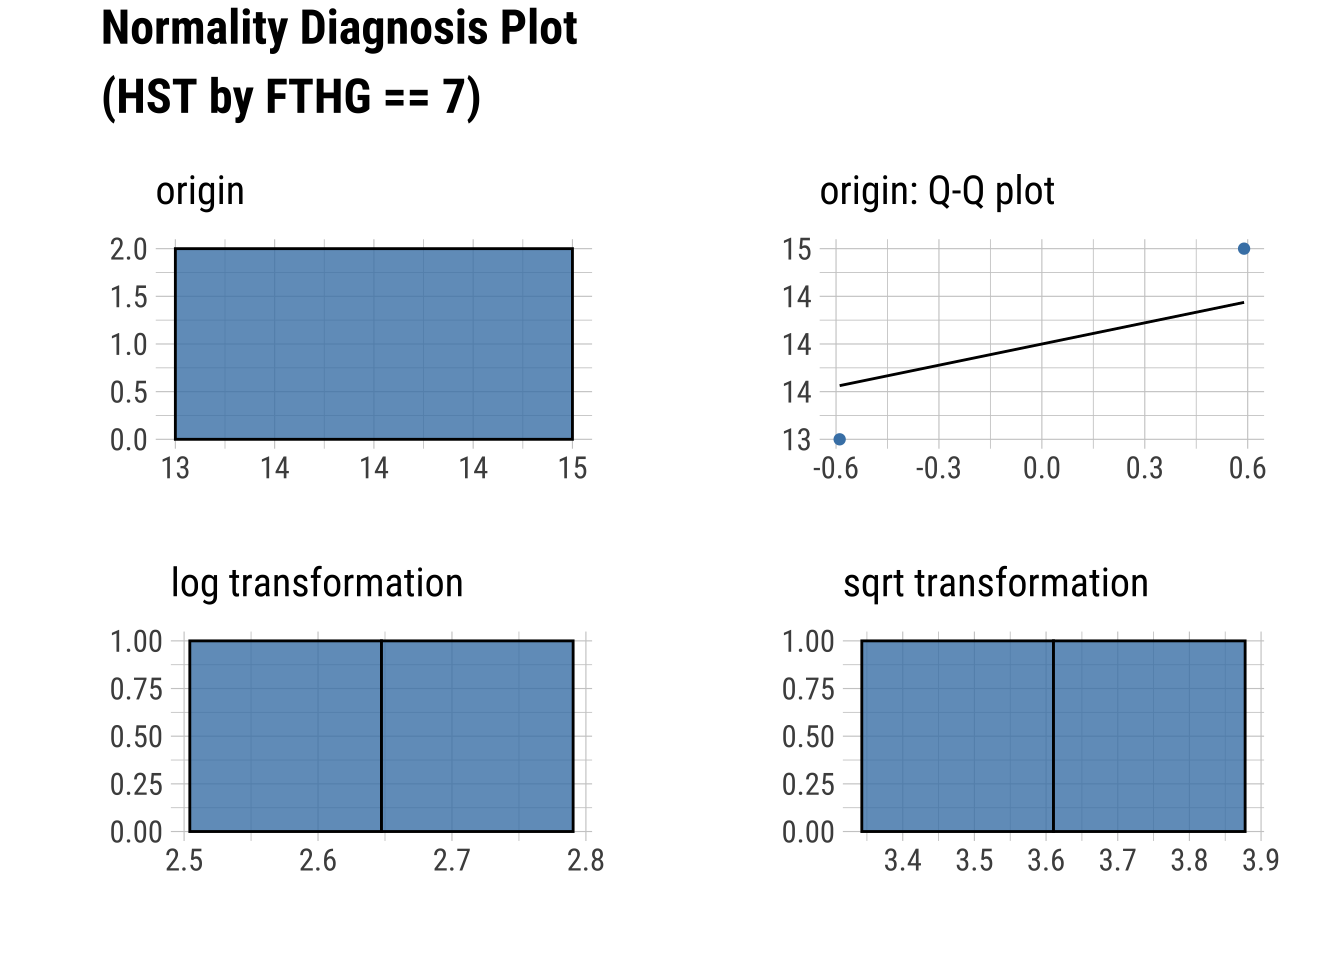 Normality Diagnosis Plot
(HST by FTHG == 7)
origin
2.0
1.5
1.0
0.5
0.0
13 14 14 14 15
origin: Q-Q plot
15
14
14
14
13
-0.6 -0.3 0.0 0.3 0.6
log transformation
1.00
0.75
0.50
0.25
0.00
2.5 2.6 2.7 2.8
sqrt transformation
1.00
0.75
0.50
0.25
0.00
3.4 3.5 3.6 3.7 3.8 3.9